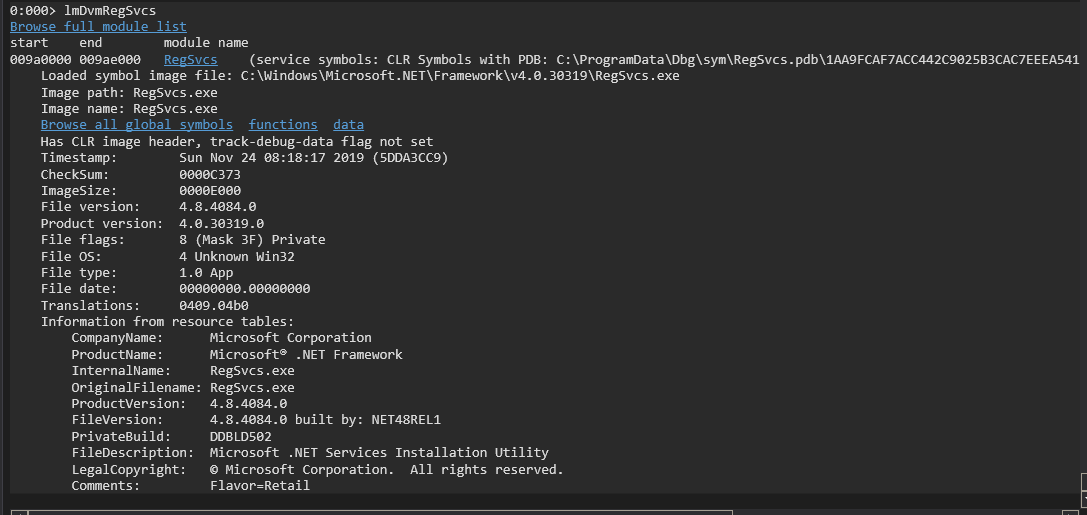 0:000> lmDvmRegSvcs
Browse full module list
start    end        module name
009a0000 009ae000   RegSvcs    (service symbols: CLR Symbols with PDB: C:\ProgramData\Dbg\sym\RegSvcs.pdb\1AA9FCAF7ACC442C9025B3CAC7EEEA541
    Loaded symbol image file: C:\Windows\Microsoft.NET\Framework\v4.0.30319\RegSvcs.exe
    Image path: RegSvcs.exe
    Image name: RegSvcs.exe
    Browse all global symbols  functions  data
    Has CLR image header, track-debug-data flag not set
    Timestamp:        Sun Nov 24 08:18:17 2019 (5DDA3CC9)
    CheckSum:         0000C373
    ImageSize:        0000E000
    File version:     4.8.4084.0
    Product version:  4.0.30319.0
    File flags:       8 (Mask 3F) Private
    File OS:          4 Unknown Win32
    File type:        1.0 App
    File date:        00000000.00000000
    Translations:     0409.04b0
    Information from resource tables:
        CompanyName:      Microsoft Corporation
        ProductName:      Microsoft® .NET Framework
        InternalName:     RegSvcs.exe
        OriginalFilename: RegSvcs.exe
        ProductVersion:   4.8.4084.0
        FileVersion:      4.8.4084.0 built by: NET48REL1
        PrivateBuild:     DDBLD502
        FileDescription:  Microsoft .NET Services Installation Utility
        LegalCopyright:   © Microsoft Corporation.  All rights reserved.
        Comments:         Flavor=Retail